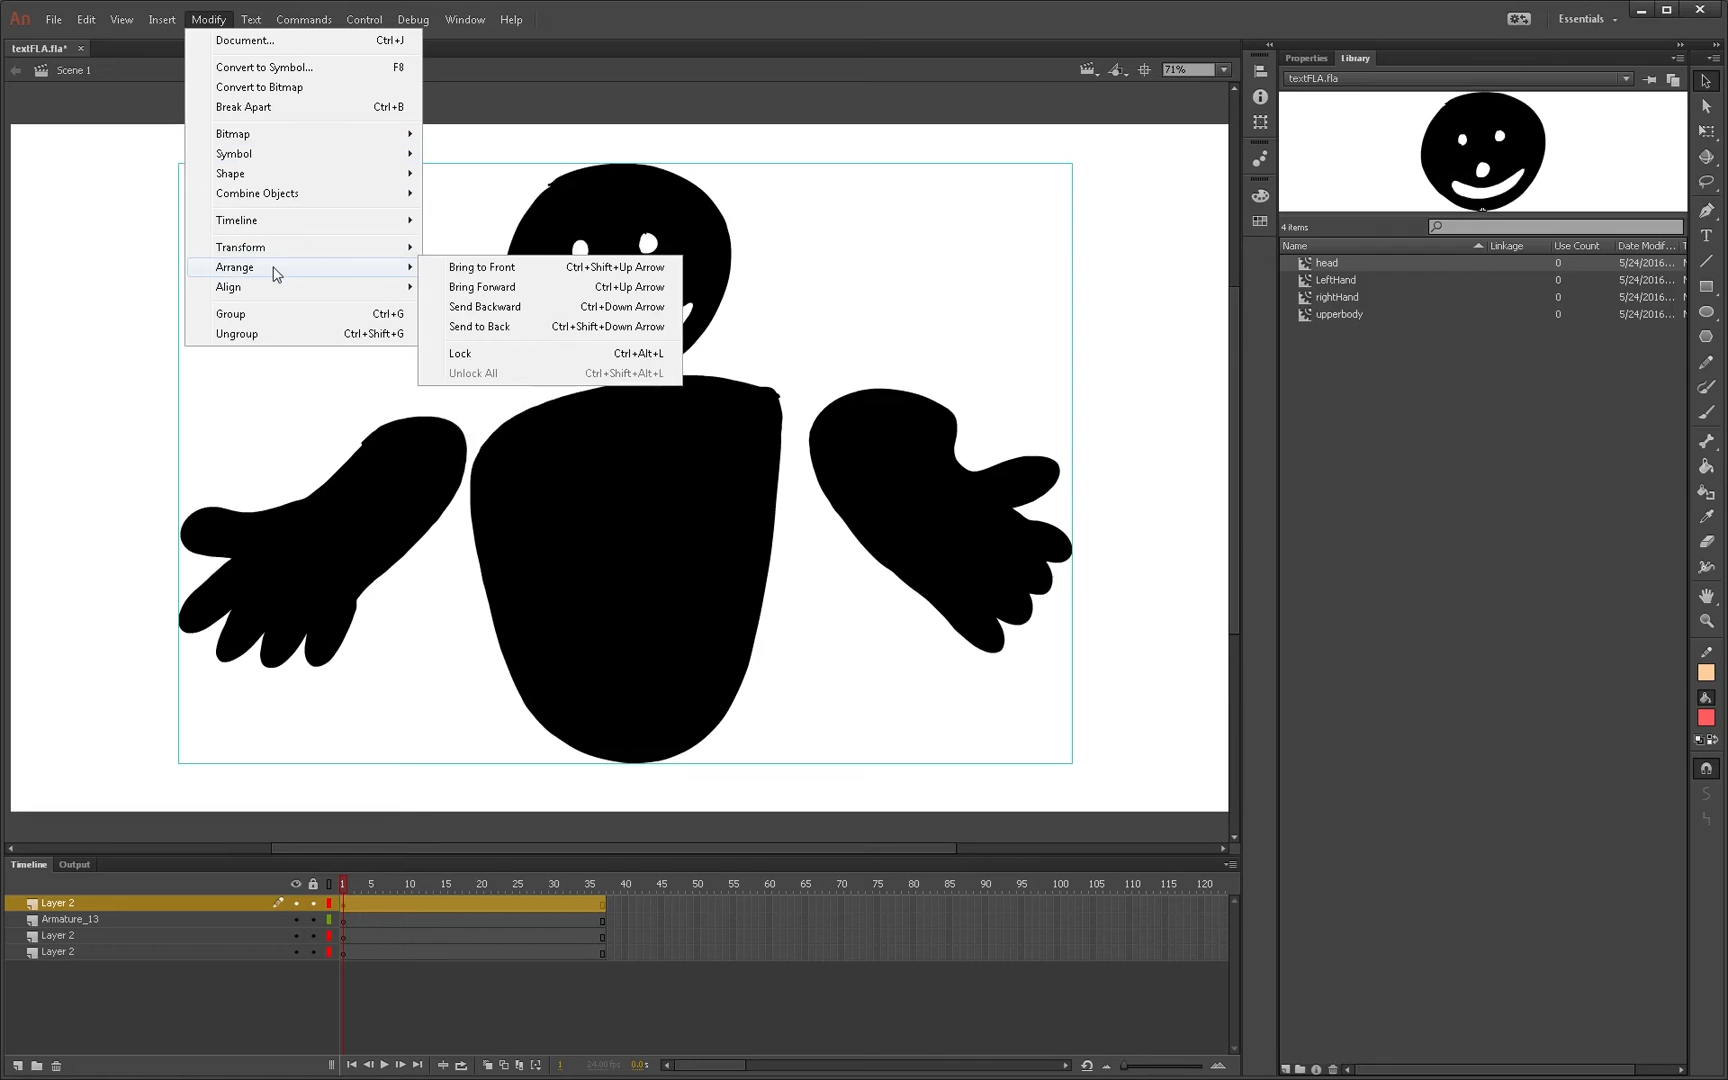 An File Edit View Insert Modify Text Commands Control Debug Window Help Essentials
textFLA.fla* ×
Scene 1 71%
Document... Ctrl+J
Convert to Symbol... F8
Convert to Bitmap
Break Apart Ctrl+B
Bitmap
Symbol
Shape
Combine Objects
Timeline
Transform
Arrange
Align
Group Ctrl+G
Ungroup Ctrl+Shift+G
Bring to Front Ctrl+Shift+Up Arrow
Bring Forward Ctrl+Up Arrow
Send Backward Ctrl+Down Arrow
Send to Back Ctrl+Shift+Down Arrow
Lock Ctrl+Alt+L
Unlock All Ctrl+Shift+Alt+L
Properties Library
textFLA.fla
4 items
Name Linkage Use Count Date Modif... T
head 0 5/24/2016...
LeftHand 0 5/24/2016...
rightHand 0 5/24/2016...
upperbody 0 5/24/2016...
Timeline Output
1 5 10 15 20 25 30 35 40 45 50 55 60 65 70 75 80 85 90 95 100 105 110 115 120
Layer 2
Armature_13
Layer 2
Layer 2
1 24.00 fps 0.0s